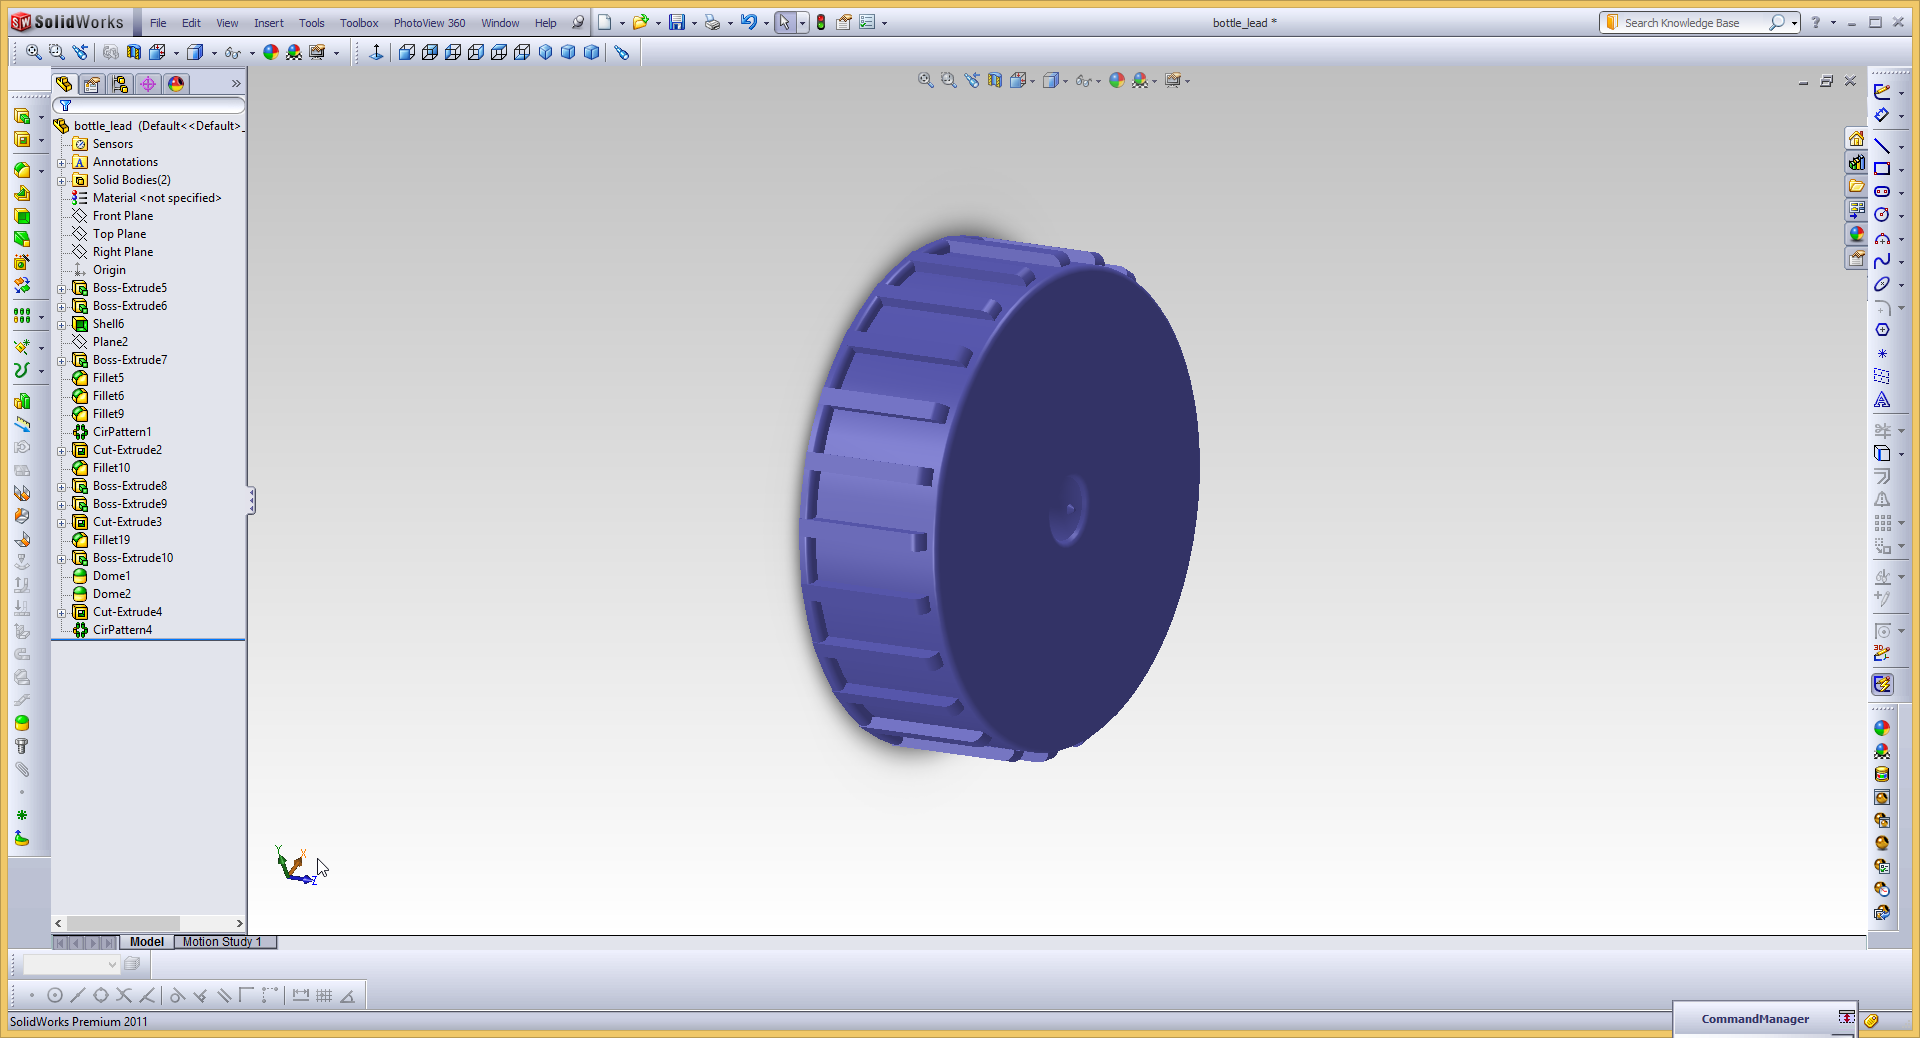 SolidWorks File Edit View Insert Tools Toolbox PhotoView 360 Window Help bottle_lead * Search Knowledge Base
bottle_lead (Default<<Default>_
Sensors
Annotations
Solid Bodies(2)
Material <not specified>
Front Plane
Top Plane
Right Plane
Origin
Boss-Extrude5
Boss-Extrude6
Shell6
Plane2
Boss-Extrude7
Fillet5
Fillet6
Fillet9
CirPattern1
Cut-Extrude2
Fillet10
Boss-Extrude8
Boss-Extrude9
Cut-Extrude3
Fillet19
Boss-Extrude10
Dome1
Dome2
Cut-Extrude4
CirPattern4
Y X
Z
Model Motion Study 1
SolidWorks Premium 2011
CommandManager